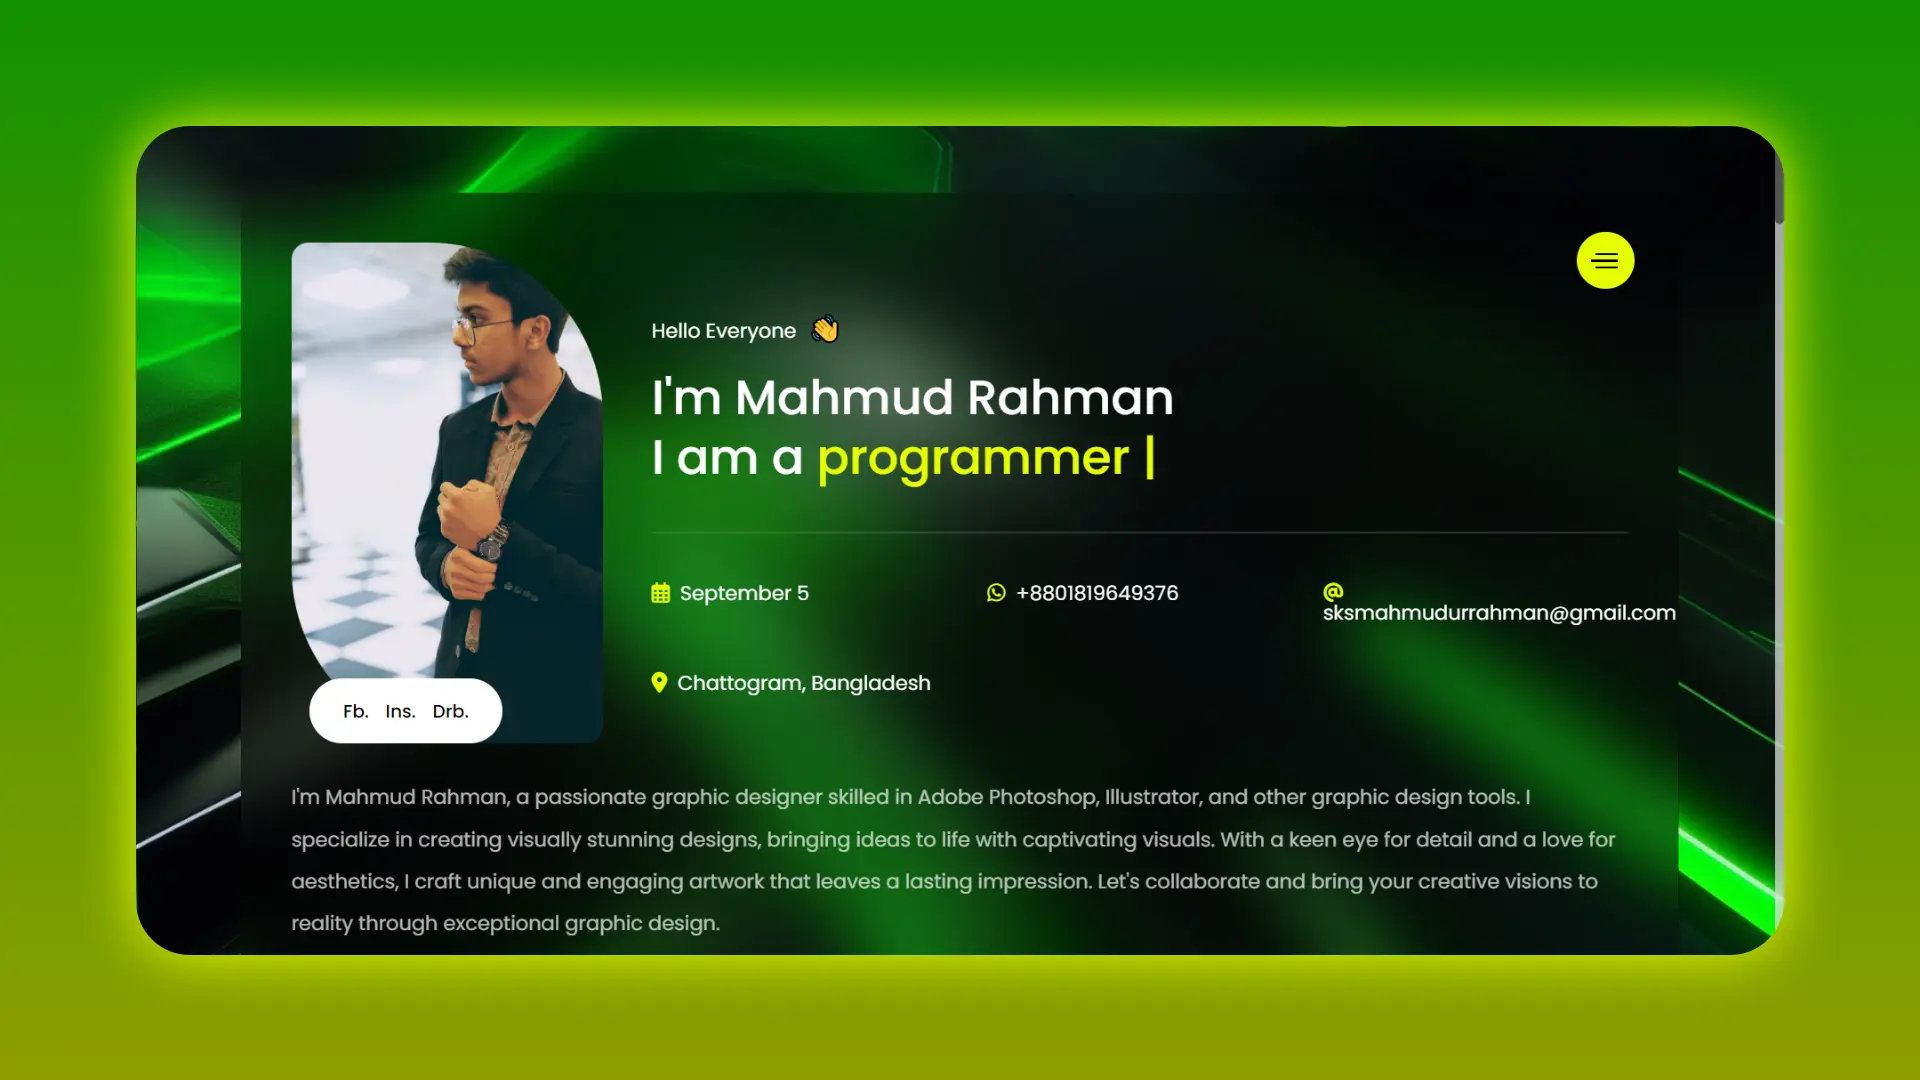 Hello Everyone 👋
I'm Mahmud Rahman
I am a programmer |
September 5
+8801819649376
sksmahmudurrahman@gmail.com
Chattogram, Bangladesh
Fb. Ins. Drb.
I'm Mahmud Rahman, a passionate graphic designer skilled in Adobe Photoshop, Illustrator, and other graphic design tools. I
specialize in creating visually stunning designs, bringing ideas to life with captivating visuals. With a keen eye for detail and a love for
aesthetics, I craft unique and engaging artwork that leaves a lasting impression. Let's collaborate and bring your creative visions to
reality through exceptional graphic design.